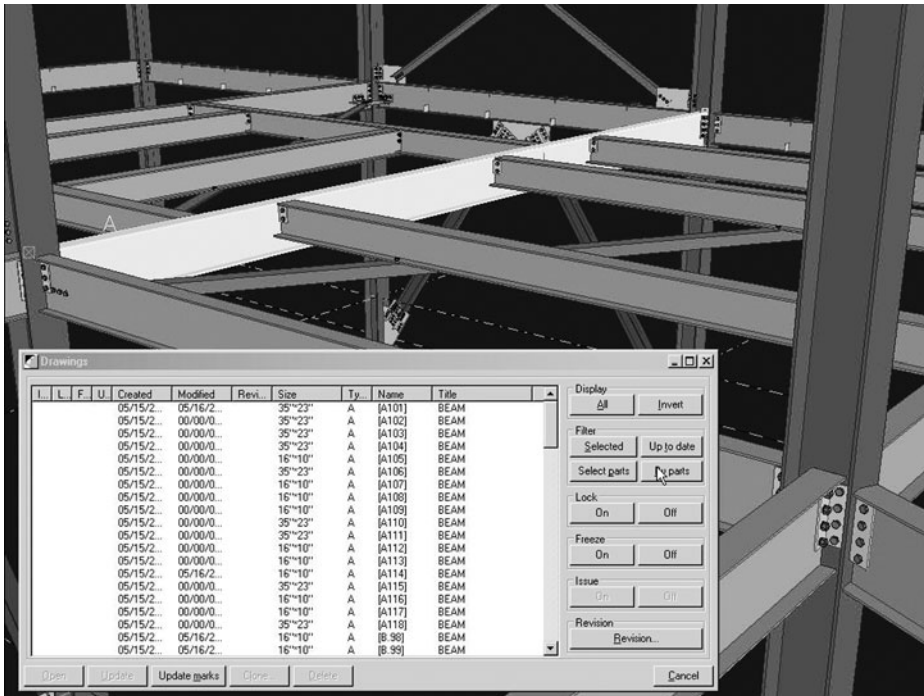 A
Drawings
I... L... F... U.. Created Modified Revi... Size Ty... Name Title
05/15/2... 05/16/2... 35"*23" A [A101] BEAM
05/15/2... 00/00/0... 35"*23" A [A102] BEAM
05/15/2... 00/00/0... 35"*23" A [A103] BEAM
05/15/2... 00/00/0... 35"*23" A [A104] BEAM
05/15/2... 00/00/0... 16"*10" A [A105] BEAM
05/15/2... 00/00/0... 35"*23" A [A106] BEAM
05/15/2... 00/00/0... 16"*10" A [A107] BEAM
05/15/2... 00/00/0... 16"*10" A [A108] BEAM
05/15/2... 00/00/0... 16"*10" A [A109] BEAM
05/15/2... 00/00/0... 35"*23" A [A110] BEAM
05/15/2... 00/00/0... 35"*23" A [A111] BEAM
05/15/2... 00/00/0... 16"*10" A [A112] BEAM
05/15/2... 00/00/0... 16"*10" A [A113] BEAM
05/15/2... 05/16/2... 16"*10" A [A114] BEAM
05/15/2... 00/00/0... 35"*23" A [A115] BEAM
05/15/2... 00/00/0... 16"*10" A [A116] BEAM
05/15/2... 00/00/0... 16"*10" A [A117] BEAM
05/15/2... 00/00/0... 35"*23" A [A118] BEAM
05/15/2... 05/16/2... 16"*10" A [B.98] BEAM
05/15/2... 05/16/2... 16"*10" A [B.99] BEAM
Display
All Invert
Filter
Selected Up to date
Select parts parts
Lock
On Off
Freeze
On Off
Issue
On Off
Revision
Revision...
Open Update Update marks Clone... Delete Cancel